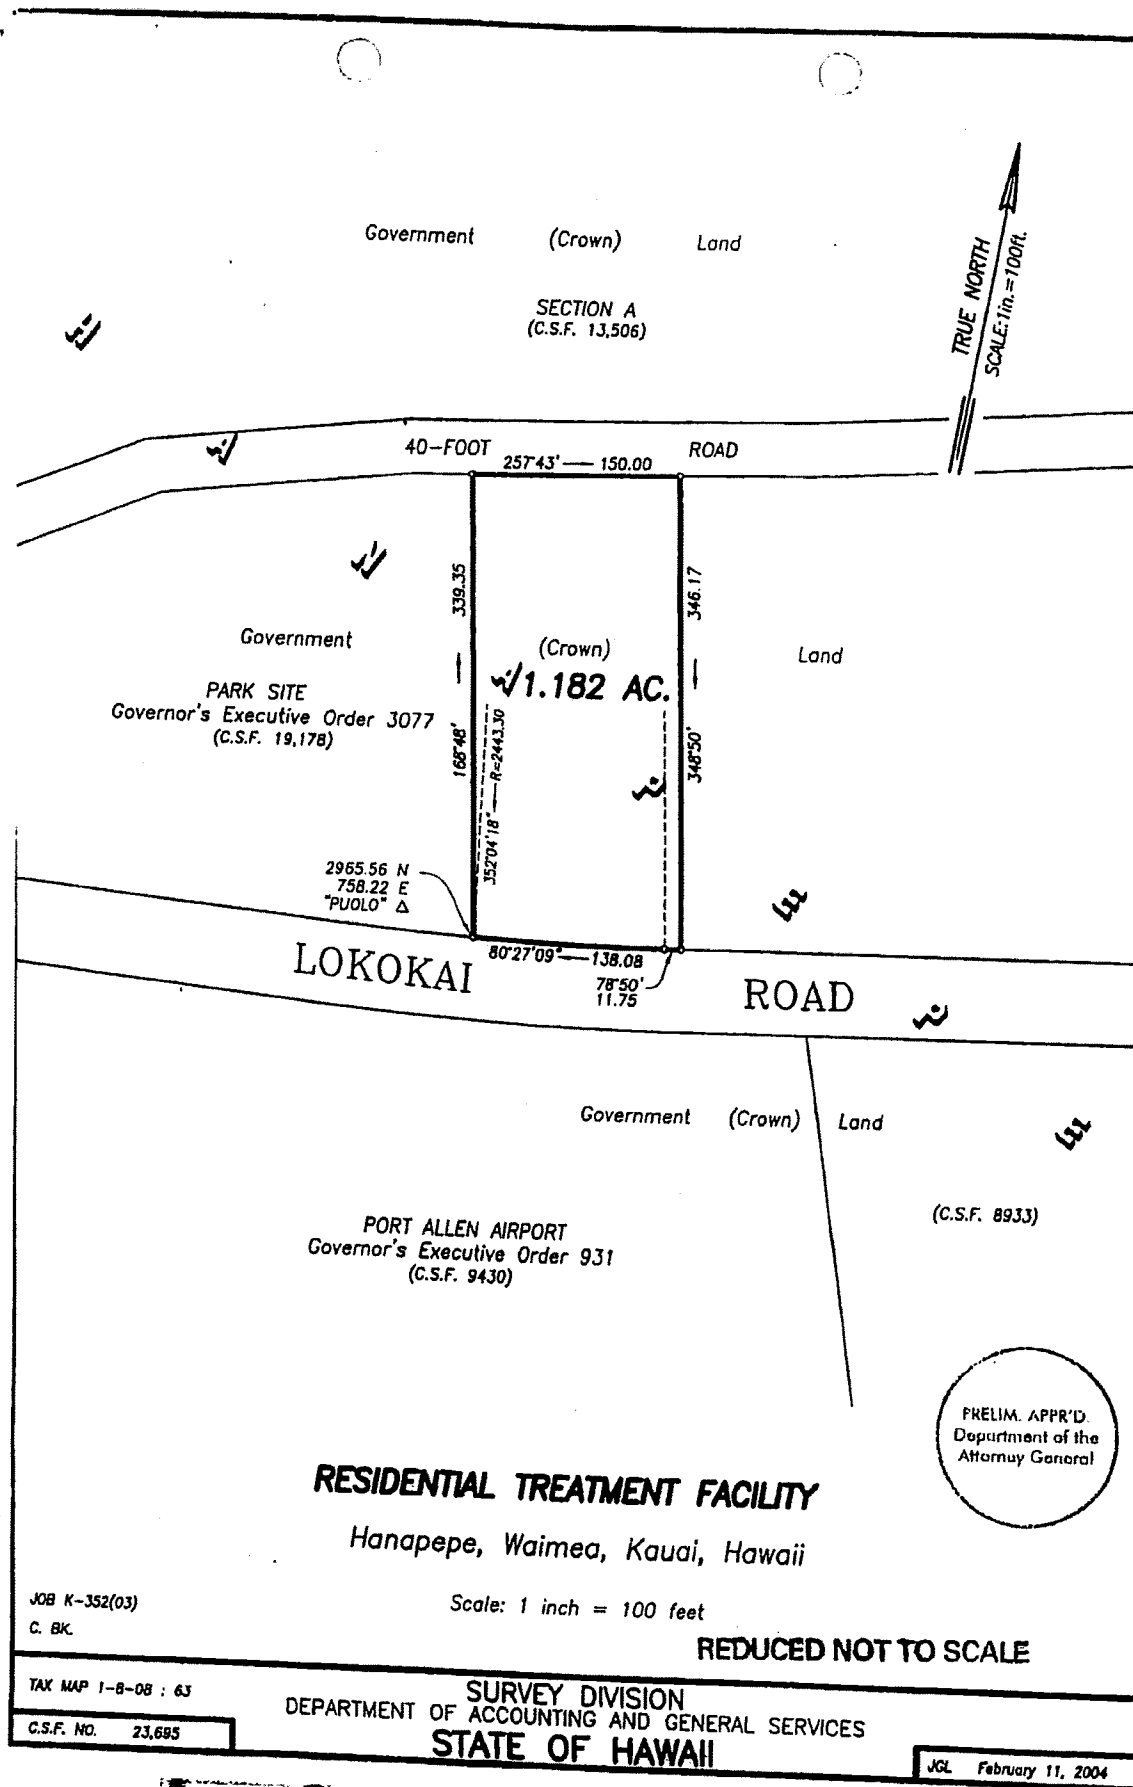 Government (Crown) Land
SECTION A
(C.S.F. 13,506)
TRUE NORTH
SCALE:1in.=100ft.
40-FOOT ROAD
257°43' 150.00
339.35
168°48'
346.17
348°50'
Government (Crown) Land
1.182 AC.
PARK SITE
Governor's Executive Order 3077
(C.S.F. 19,178)
352°04'18" R=2443.30
2965.56 N
758.22 E
"PUOLO" △
80°27'09" 138.08
78°50'
11.75
LOKOKAI ROAD
Government (Crown) Land
(C.S.F. 8933)
PORT ALLEN AIRPORT
Governor's Executive Order 931
(C.S.F. 9430)
PRELIM. APPR'D.
Department of the
Attorney General
RESIDENTIAL TREATMENT FACILITY
Hanapepe, Waimea, Kauai, Hawaii
JOB K-352(03)
C. BK.
Scale: 1 inch = 100 feet
REDUCED NOT TO SCALE
TAX MAP 1-8-08 : 63
C.S.F. NO. 23,695
SURVEY DIVISION
DEPARTMENT OF ACCOUNTING AND GENERAL SERVICES
STATE OF HAWAII
JGL February 11, 2004